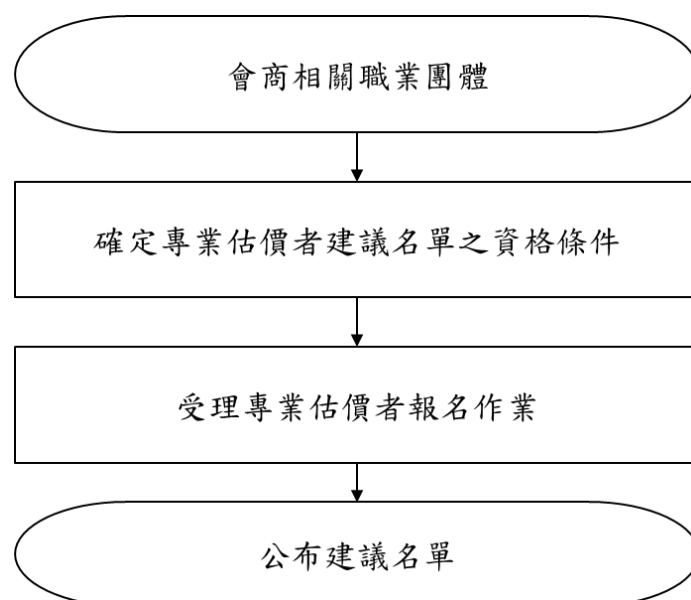 會商相關職業團體
確定專業估價者建議名單之資格條件
受理專業估價者報名作業
公布建議名單